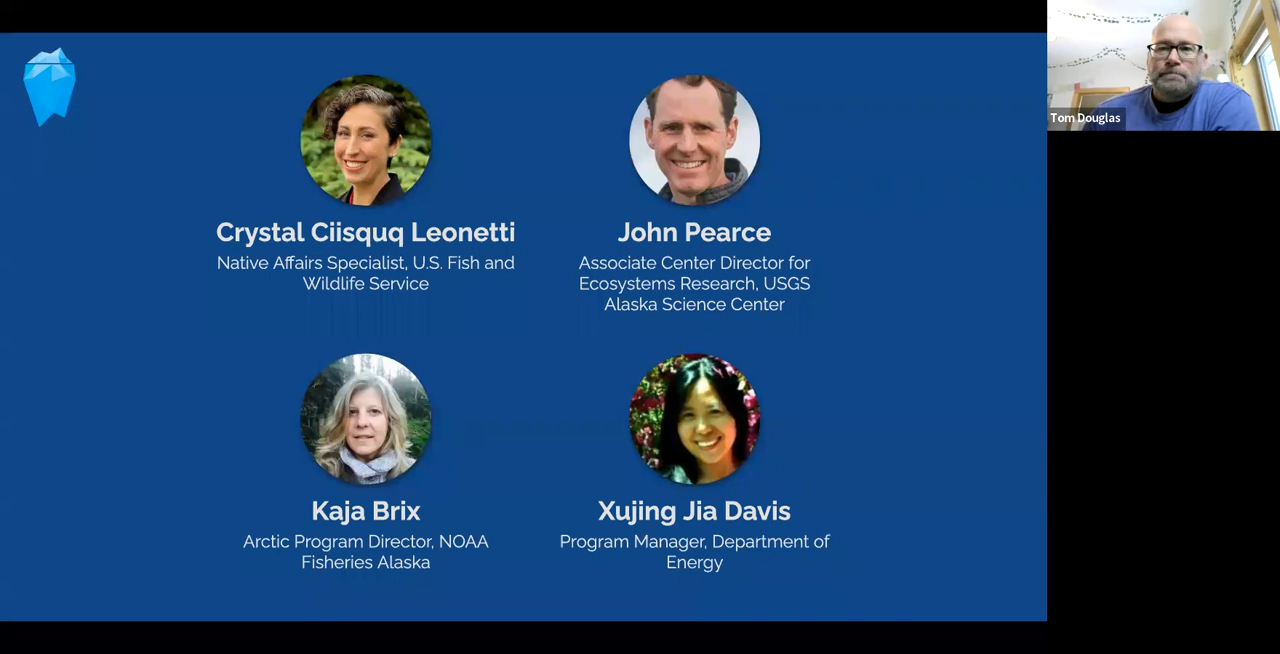 Tom Douglas
Crystal Ciisquq Leonetti
Native Affairs Specialist, U.S. Fish and
Wildlife Service
John Pearce
Associate Center Director for
Ecosystems Research, USGS
Alaska Science Center
Kaja Brix
Arctic Program Director, NOAA
Fisheries Alaska
Xujing Jia Davis
Program Manager, Department of
Energy